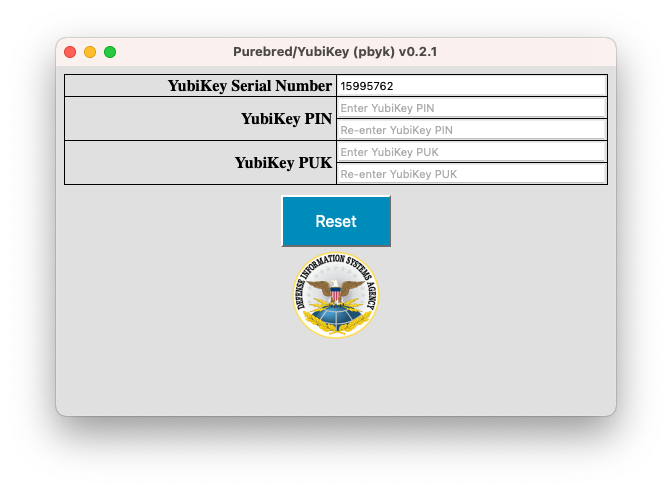 Purebred/YubiKey (pbyk) v0.2.1
YubiKey Serial Number 15995762
YubiKey PIN
Enter YubiKey PIN
Re-enter YubiKey PIN
YubiKey PUK
Enter YubiKey PUK
Re-enter YubiKey PUK
Reset
DEFENSE INFORMATION SYSTEMS AGENCY